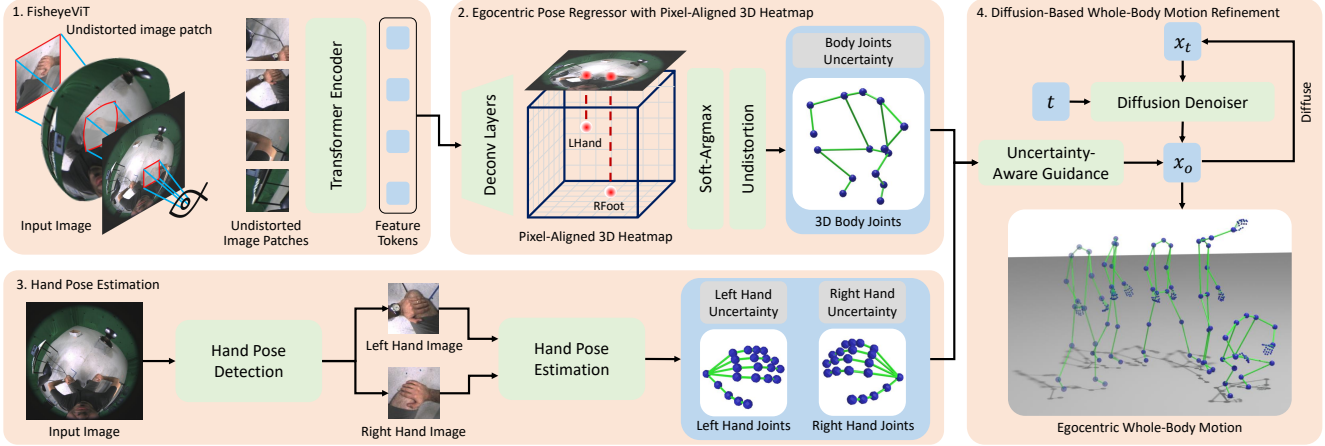 1. FisheyeViT
Undistorted image patch
Input Image
Undistorted
Image Patches
Transformer Encoder
Feature
Tokens
2. Egocentric Pose Regressor with Pixel-Aligned 3D Heatmap
Deconv Layers
LHand
RFoot
Pixel-Aligned 3D Heatmap
Soft-Argmax
Undistortion
Body Joints
Uncertainty
3D Body Joints
3. Hand Pose Estimation
Input Image
Hand Pose
Detection
Left Hand Image
Right Hand Image
Hand Pose
Estimation
Left Hand
Uncertainty
Right Hand
Uncertainty
Left Hand Joints
Right Hand Joints
4. Diffusion-Based Whole-Body Motion Refinement
x_t
t
Diffusion Denoiser
Diffuse
Uncertainty-
Aware Guidance
x_o
Egocentric Whole-Body Motion